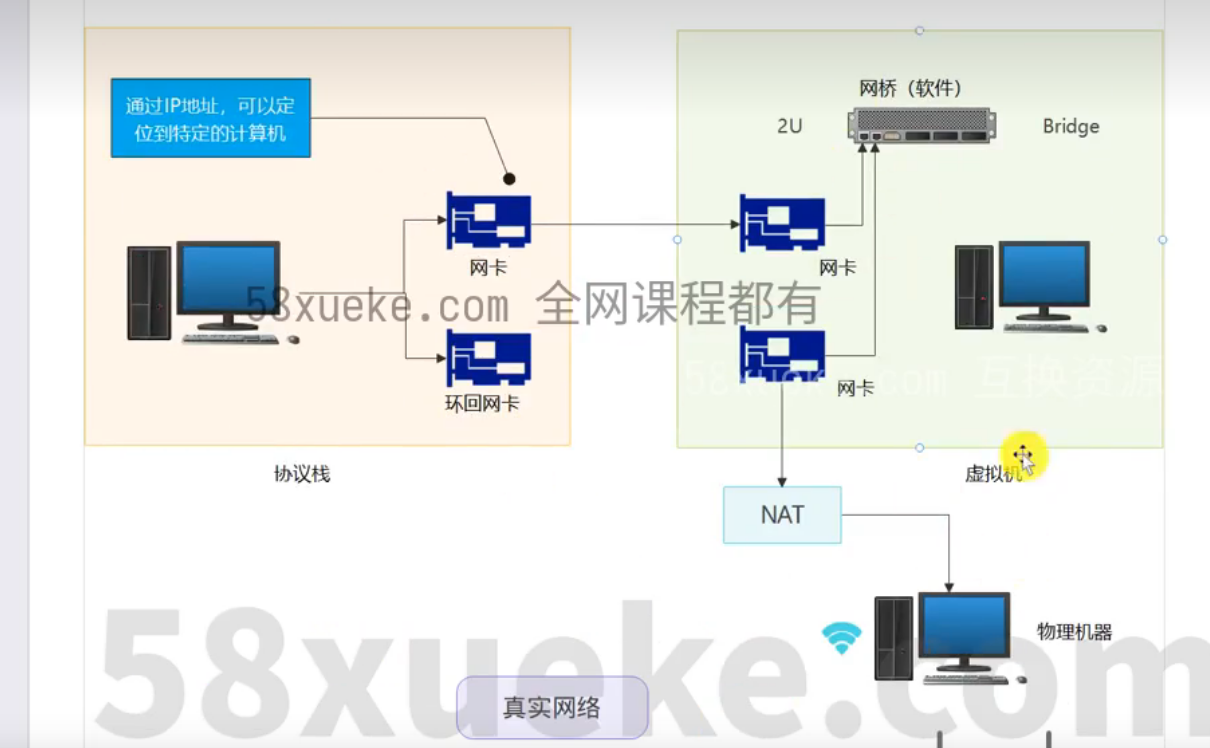 通过IP地址，可以定
位到特定的计算机
网桥（软件）
2U
Bridge
网卡
网卡
58xueke.com 全网课程都有
58xueke.com 互换资源
网卡
环回网卡
协议栈
虚拟机
NAT
物理机器
58xueke.com
真实网络